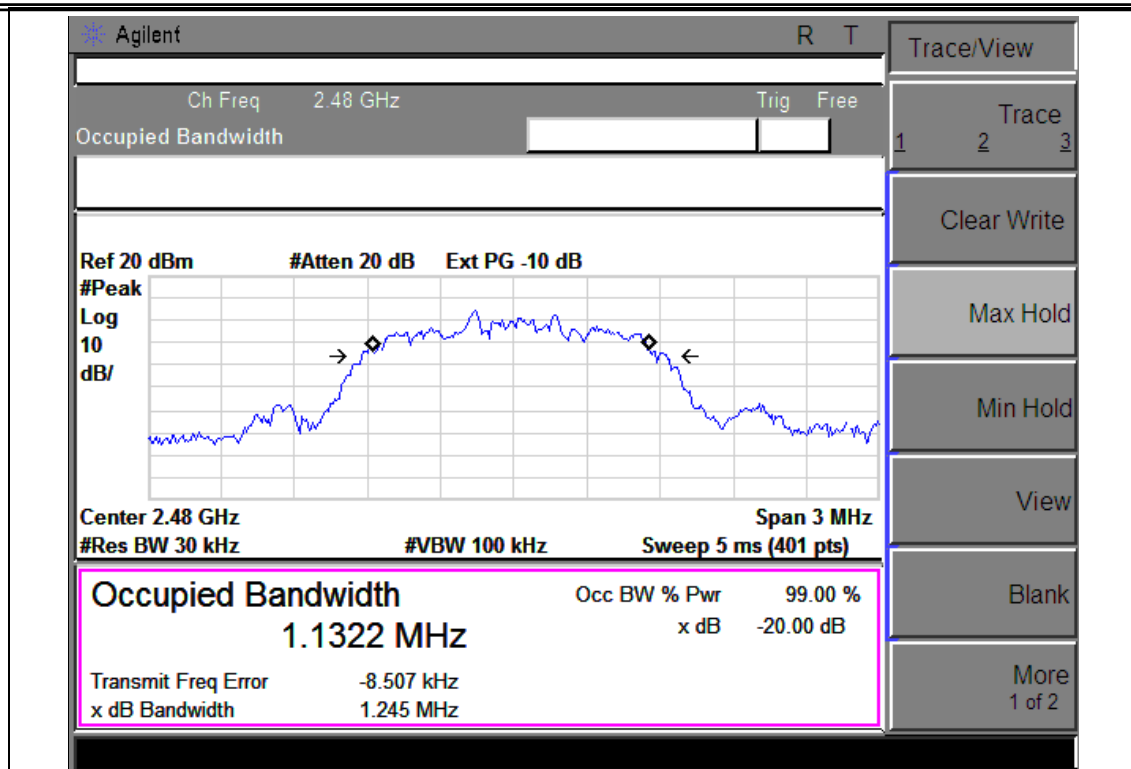 Agilent R T
Trace/View
Ch Freq 2.48 GHz Trig Free
Occupied Bandwidth
Trace
1 2 3
Clear Write
Ref 20 dBm #Atten 20 dB Ext PG -10 dB
#Peak
Log
10
dB/
Max Hold
Min Hold
View
Center 2.48 GHz Span 3 MHz
#Res BW 30 kHz #VBW 100 kHz Sweep 5 ms (401 pts)
Occupied Bandwidth Occ BW % Pwr 99.00 %
1.1322 MHz x dB -20.00 dB
Transmit Freq Error -8.507 kHz
x dB Bandwidth 1.245 MHz
Blank
More
1 of 2